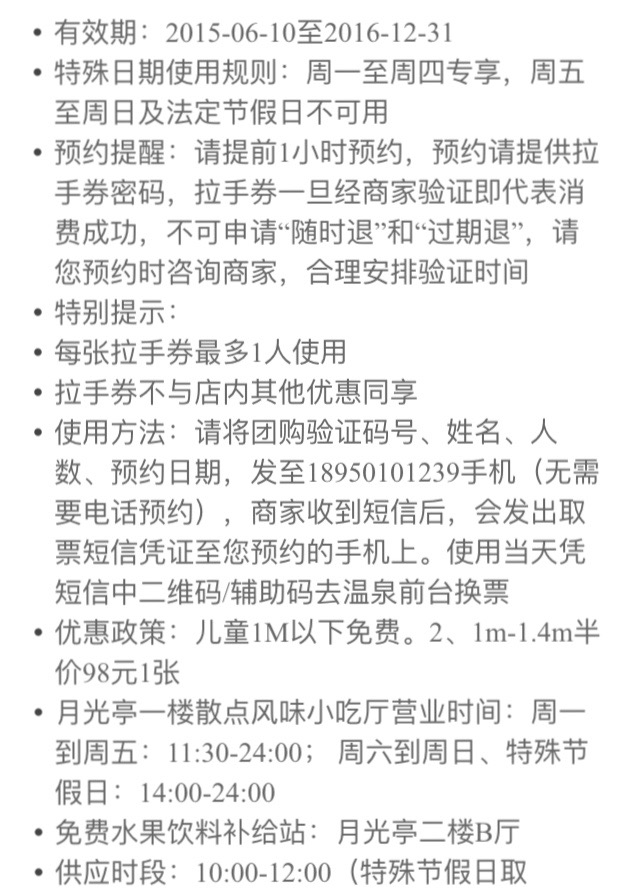 • 有效期：2015-06-10至2016-12-31
• 特殊日期使用规则：周一至周四专享，周五
至周日及法定节假日不可用
• 预约提醒：请提前1小时预约，预约请提供拉
手券密码，拉手券一旦经商家验证即代表消
费成功，不可申请“随时退”和“过期退”，请
您预约时咨询商家，合理安排验证时间
• 特别提示：
• 每张拉手券最多1人使用
• 拉手券不与店内其他优惠同享
• 使用方法：请将团购验证码号、姓名、人
数、预约日期，发至18950101239手机（无需
要电话预约），商家收到短信后，会发出取
票短信凭证至您预约的手机上。使用当天凭
短信中二维码/辅助码去温泉前台换票
• 优惠政策：儿童1M以下免费。2、1m-1.4m半
价98元1张
• 月光亭一楼散点风味小吃厅营业时间：周一
到周五：11:30-24:00； 周六到周日、特殊节
假日：14:00-24:00
• 免费水果饮料补给站：月光亭二楼B厅
• 供应时段：10:00-12:00（特殊节假日取